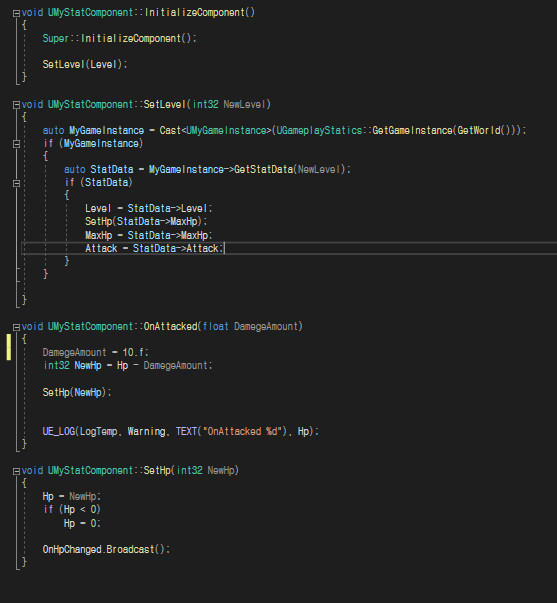 void UMyStatComponent::InitializeComponent()
{
Super::InitializeComponent();
SetLevel(Level);
}
void UMyStatComponent::SetLevel(int32 NewLevel)
{
auto MyGameInstance = Cast<UMyGameInstance>(UGameplayStatics::GetGameInstance(GetWorld()));
if (MyGameInstance)
{
auto StatData = MyGameInstance->GetStatData(NewLevel);
if (StatData)
{
Level = StatData->Level;
SetHp(StatData->MaxHp);
MaxHp = StatData->MaxHp;
Attack = StatData->Attack;
}
}
}
void UMyStatComponent::OnAttacked(float DamegeAmount)
{
DamegeAmount = 10.f;
int32 NewHp = Hp - DamegeAmount;
SetHp(NewHp);
UE_LOG(LogTemp, Warning, TEXT("OnAttacked %d"), Hp);
}
void UMyStatComponent::SetHp(int32 NewHp)
{
Hp = NewHp;
if (Hp < 0)
Hp = 0;
OnHpChanged.Broadcast();
}